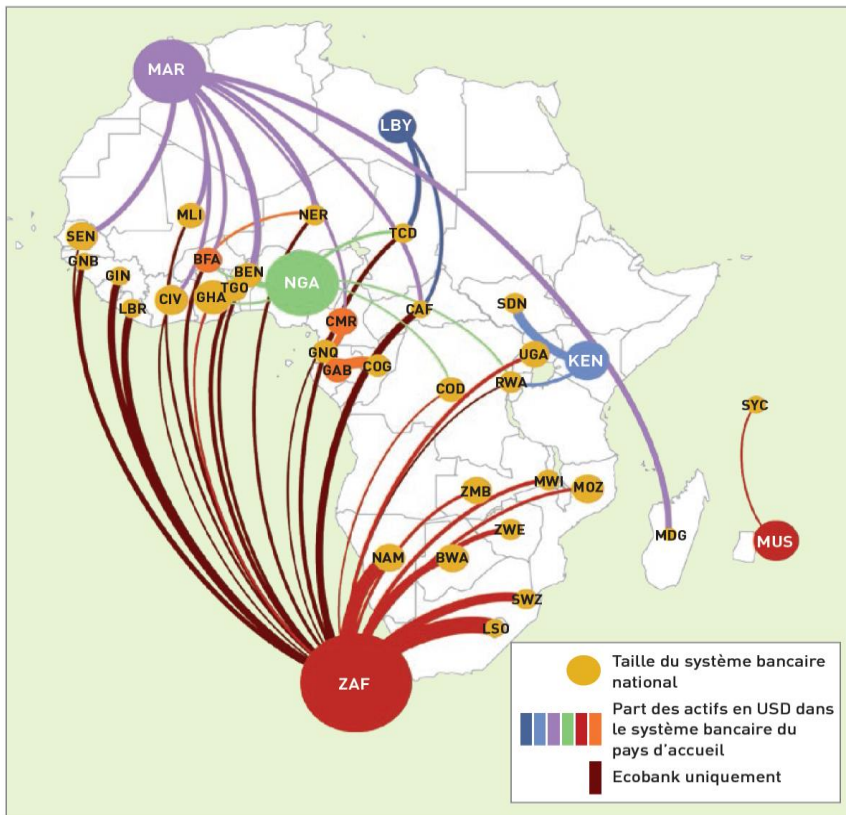 MAR
LBY
MLI
NER
SEN
TCD
GNB
BFA
GIN
BEN
NGA
TGO
CIV
GHA
LBR
CAF
SDN
CMR
GNQ
UGA
KEN
GAB
COG
COD
RWA
SYC
ZMB
MWI
MOZ
ZWE
MDG
MUS
NAM
BWA
SWZ
LSO
ZAF
Taille du système bancaire
national
Part des actifs en USD dans
le système bancaire du
pays d’accueil
Ecobank uniquement